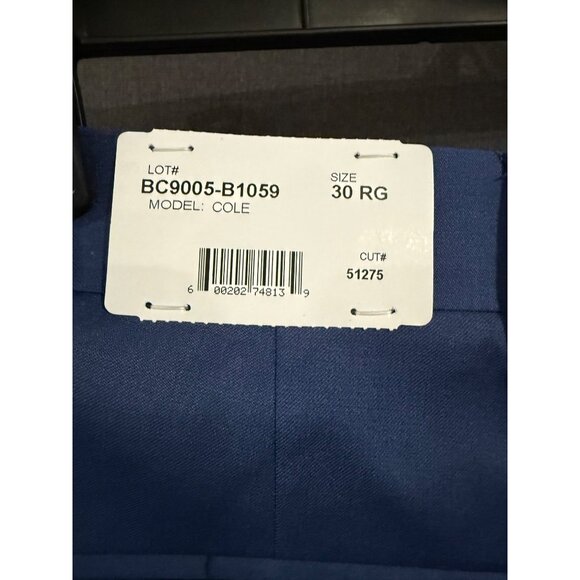 LOT#
BC9005-B1059
MODEL: COLE
SIZE
30 RG
CUT#
51275
6 00202 74813 9